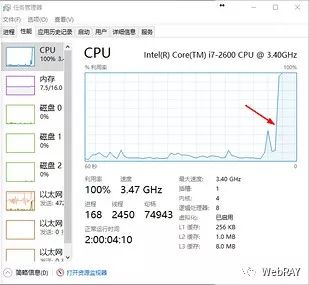 任务管理器
文件(F) 选项(O) 查看(V)
进程 性能 应用历史记录 启动 用户 详细信息 服务
CPU
100% 3.4
内存
7.5/16.0
磁盘 0
磁盘 1
磁盘 2
以太网
发送: 472
以太网
发送: 0
CPU
Intel(R) Core(TM) i7-2600 CPU @ 3.40GHz
% 利用率
100%
60 秒
0
利用率 速度
100% 3.47 GHz
进程 线程 句柄
168 2450 74943
正常运行时间
2:00:04:10
最大速度: 3.40 GHz
插槽: 1
内核: 4
逻辑处理器: 8
虚拟化: 已启用
L1 缓存: 256 KB
L2 缓存: 1.0 MB
L3 缓存: 8.0 MB
简略信息(D) 打开资源监视器
WebRAY